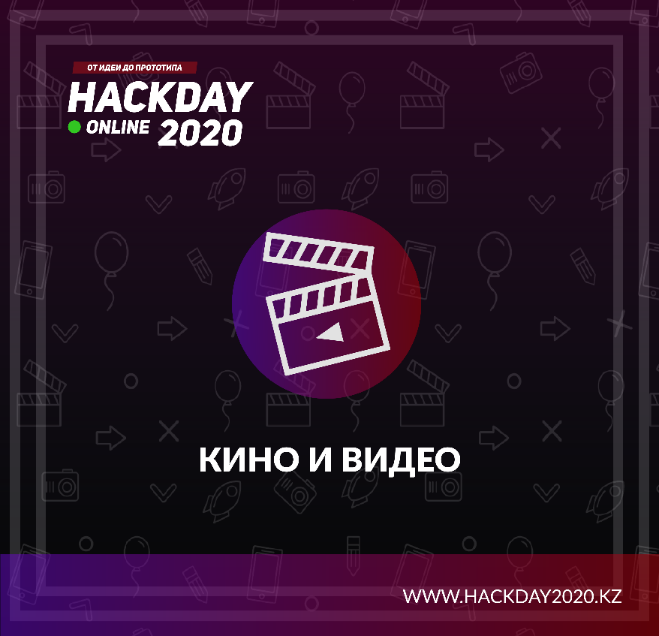 ОТ ИДЕИ ДО ПРОТОТИПА
HACKDAY
ONLINE 2020
КИНО И ВИДЕО
WWW.HACKDAY2020.KZ